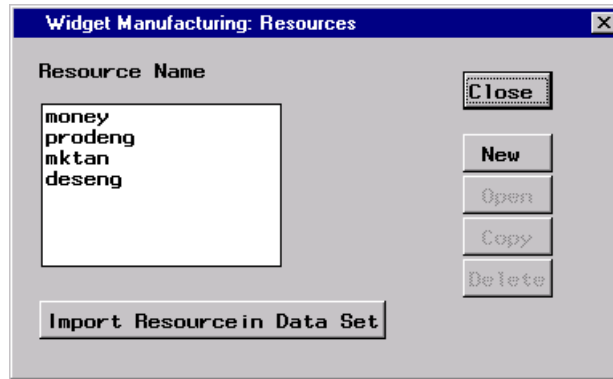 Widget Manufacturing: Resources
Resource Name
money
prodeng
mktan
deseng
Import Resourcein Data Set
Close
New
Open
Copy
Delete